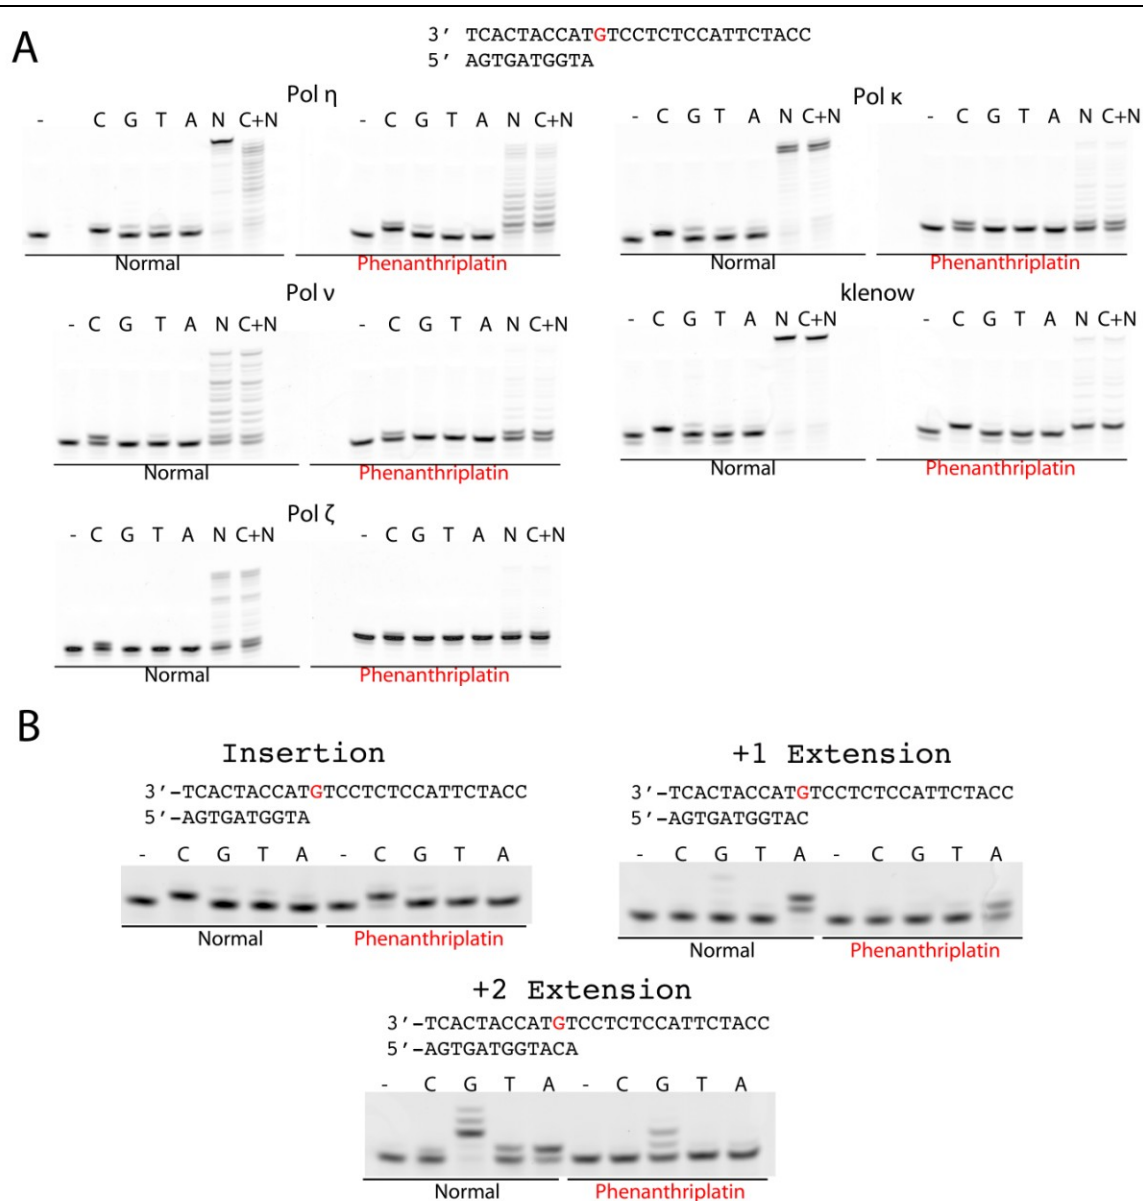 A
3' TCACTACCATGTCCTCTCCATTCTACC
5' AGTGATGGTA
Pol η
- C G T A N C+N
- C G T A N C+N
Normal
Phenanthriplatin
Pol κ
- C G T A N C+N
- C G T A N C+N
Normal
Phenanthriplatin
Pol ν
- C G T A N C+N
- C G T A N C+N
Normal
Phenanthriplatin
klenow
- C G T A N C+N
- C G T A N C+N
Normal
Phenanthriplatin
Pol ζ
- C G T A N C+N
- C G T A N C+N
Normal
Phenanthriplatin
B
Insertion
3'-TCACTACCATGTCCTCTCCATTCTACC
5'-AGTGATGGTA
- C G T A - C G T A
Normal
Phenanthriplatin
+1 Extension
3'-TCACTACCATGTCCTCTCCATTCTACC
5'-AGTGATGGTAC
- C G T A - C G T A
Normal
Phenanthriplatin
+2 Extension
3'-TCACTACCATGTCCTCTCCATTCTACC
5'-AGTGATGGTACA
- C G T A - C G T A
Normal
Phenanthriplatin